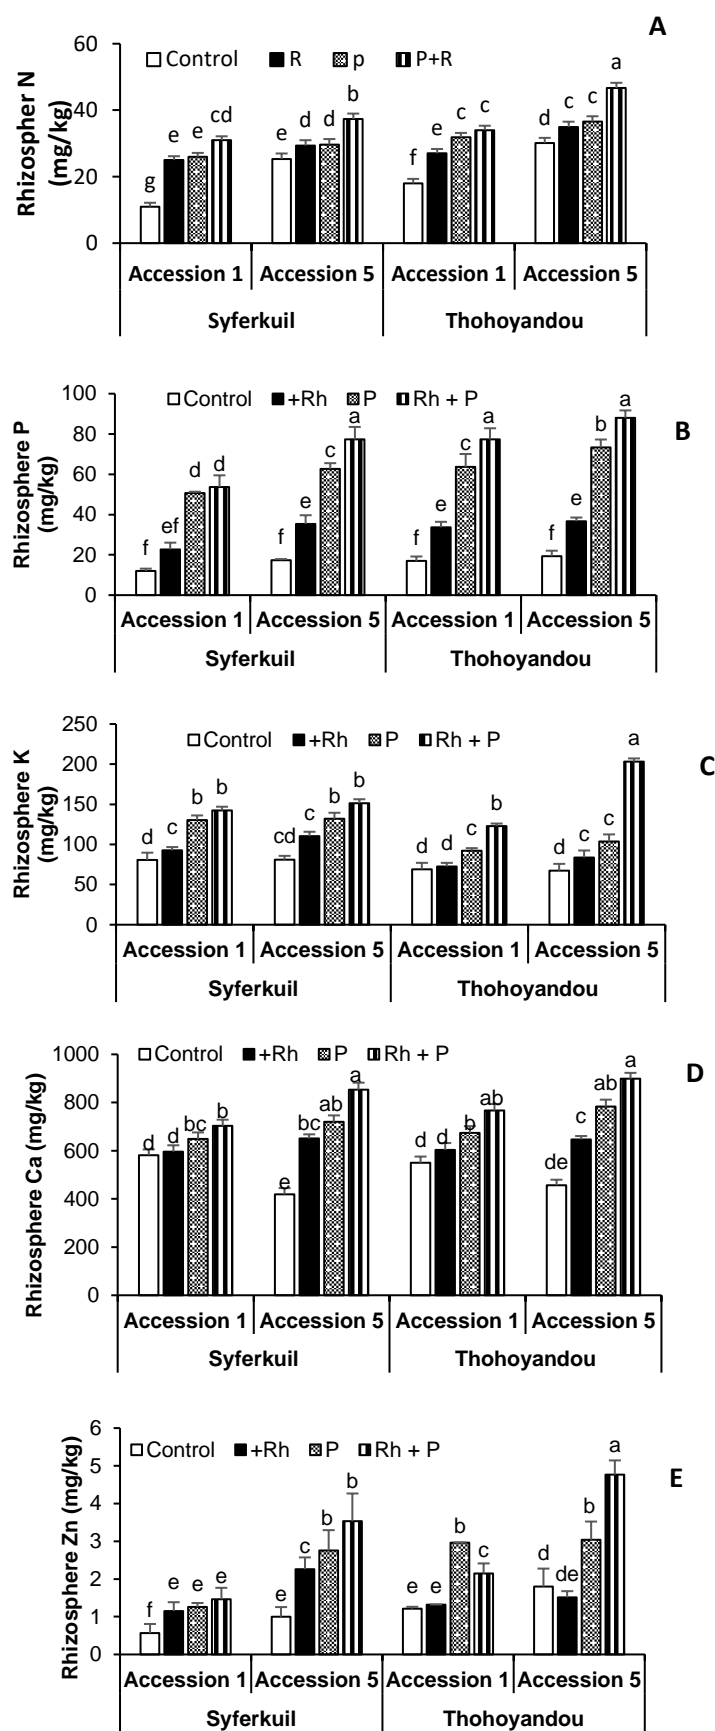 A
60
Control R p P+R
a
b
cd
c c
c c
d d
d
e e
e
e
f
g
40
20
0
Rhizospher N
(mg/kg)
Accession 1 Accession 5 Accession 1 Accession 5
Syferkuil Thohoyandou
B
100
Control +Rh P Rh + P
a
a a
b
c c
d d
e e e
ef
f f f f
80
60
40
20
0
Rhizosphere P
(mg/kg)
Accession 1 Accession 5 Accession 1 Accession 5
Syferkuil Thohoyandou
C
250
Control +Rh P Rh + P
a
b b
b b
b
c
c
cd
c
c c
d
d d
d
200
150
100
50
0
Rhizosphere K
(mg/kg)
Accession 1 Accession 5 Accession 1 Accession 5
Syferkuil Thohoyandou
D
1000
Control +Rh P Rh + P
a
a
ab
ab
ab
b
bc
bc
b
c
d d
d d
de
e
800
600
400
200
0
Rhizosphere Ca (mg/kg)
Accession 1 Accession 5 Accession 1 Accession 5
Syferkuil Thohoyandou
E
6
Control +Rh P Rh + P
a
b
b
b
b
c
c
d
de
e e e
e
e e
f
5
4
3
2
1
0
Rhizosphere Zn (mg/kg)
Accession 1 Accession 5 Accession 1 Accession 5
Syferkuil Thohoyandou